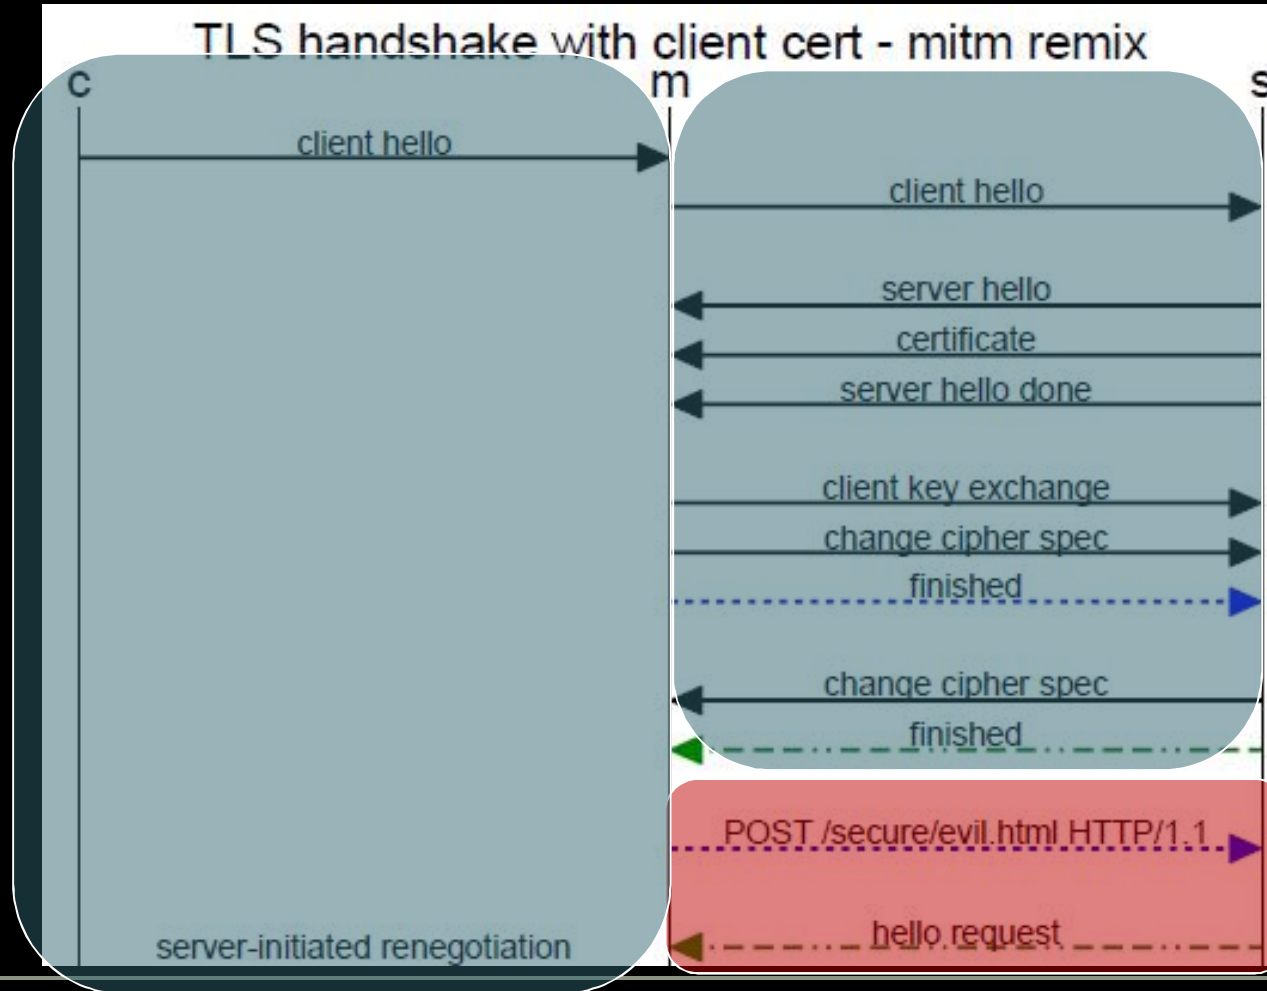 TLS handshake with client cert - mitm remix
c m s
client hello
client hello
server hello
certificate
server hello done
client key exchange
change cipher spec
finished
change cipher spec
finished
POST /secure/evil.html HTTP/1.1
hello request
server-initiated renegotiation